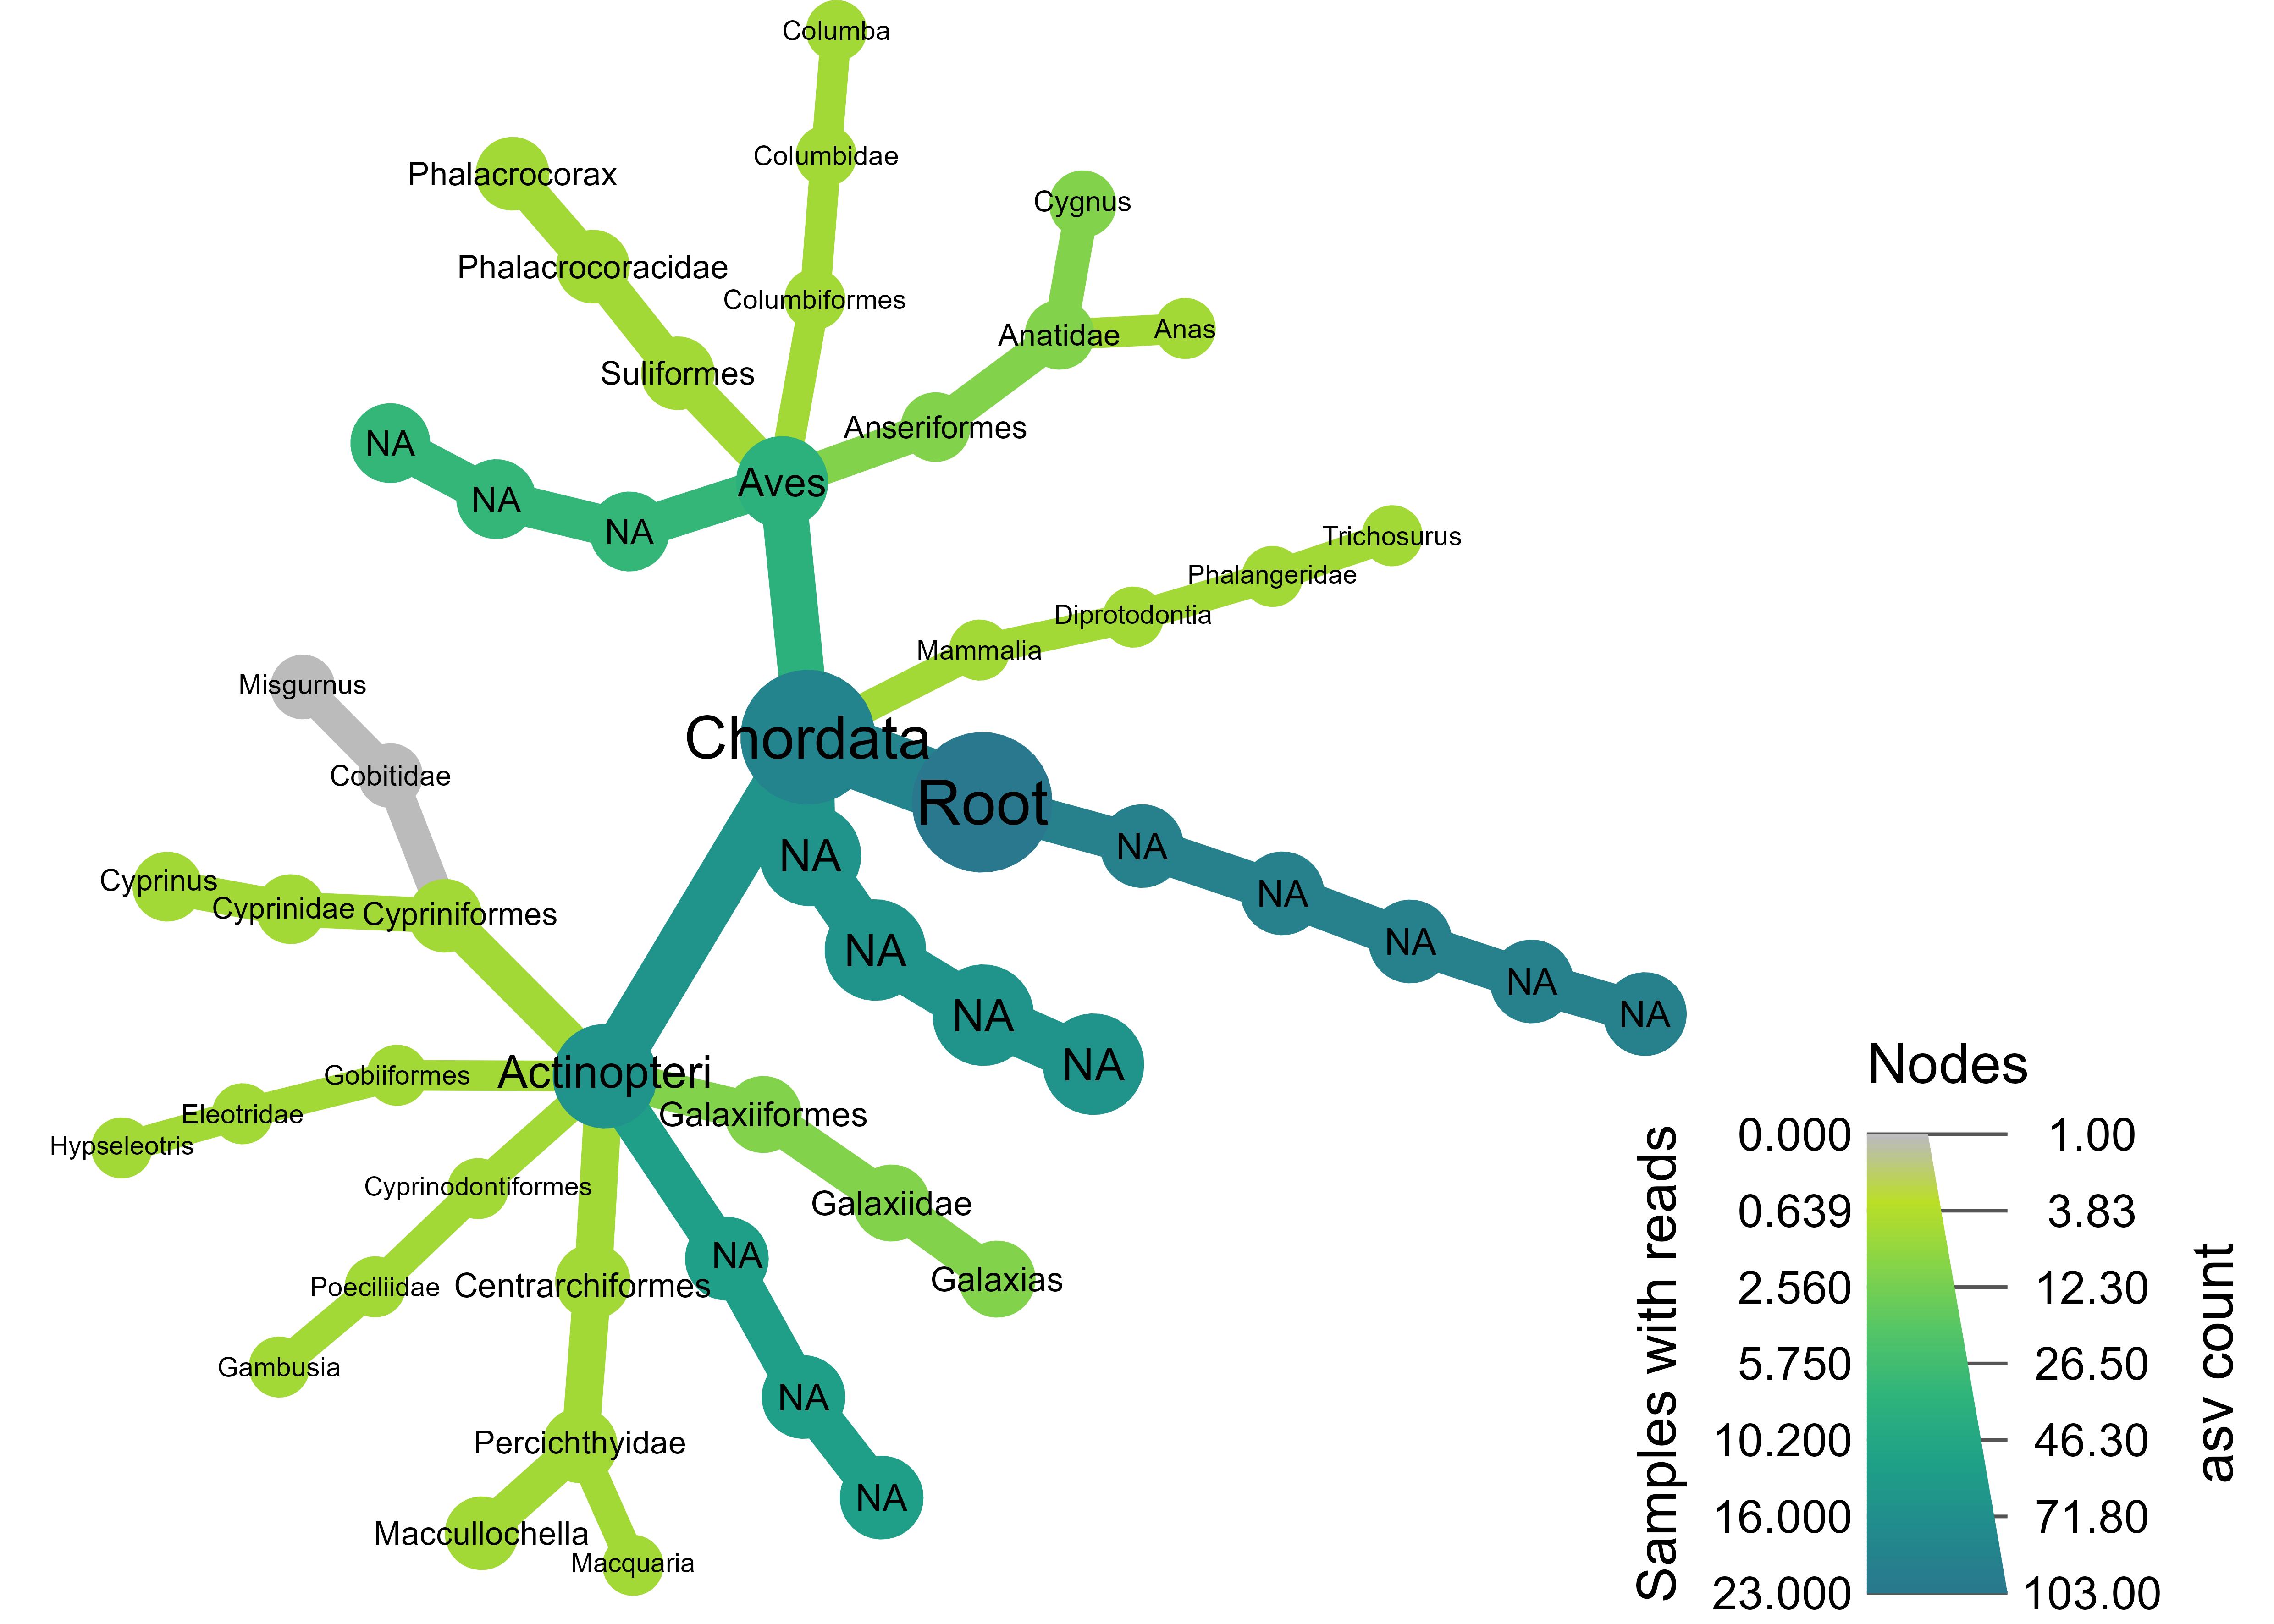 Columba
Columbidae
Phalacrocorax
Cygnus
Phalacrocoracidae
Columbiformes
Anatidae
Anas
Suliformes
Anseriformes
NA
Aves
NA
NA
Trichosurus
Phalangeridae
Diprotodontia
Mammalia
Misgurnus
Chordata
Cobitidae
Root
NA
NA
Cyprinus
Cyprinidae
Cypriniformes
NA
NA
NA
NA
NA
NA
NA
Actinopteri
Gobiiformes
Eleotridae
Hypseleotris
Galaxiiformes
Cyprinodontiformes
Galaxiidae
NA
Poeciliidae
Centrarchiformes
Galaxias
Gambusia
NA
Percichthyidae
NA
Maccullochella
Macquaria
Nodes
Samples with reads
asv count
0.000 1.00
0.639 3.83
2.560 12.30
5.750 26.50
10.200 46.30
16.000 71.80
23.000 103.00